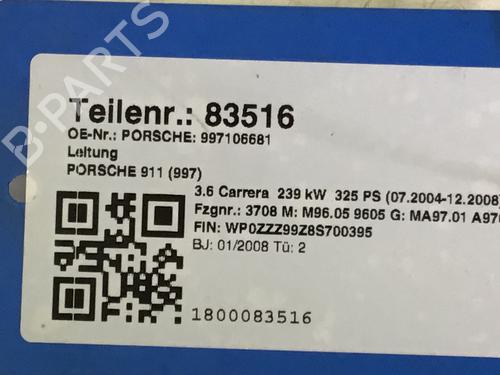 B-PARTS
Teilenr.: 83516
OE-Nr.: PORSCHE: 997106681
Leitung
PORSCHE 911 (997)
3.6 Carrera 239 kW 325 PS (07.2004-12.2008)
Fzgnr.: 3708 M: M96.05 9605 G: MA97.01 A970
FIN: WP0ZZZ99Z8S700395
BJ: 01/2008 Tü: 2
1800083516